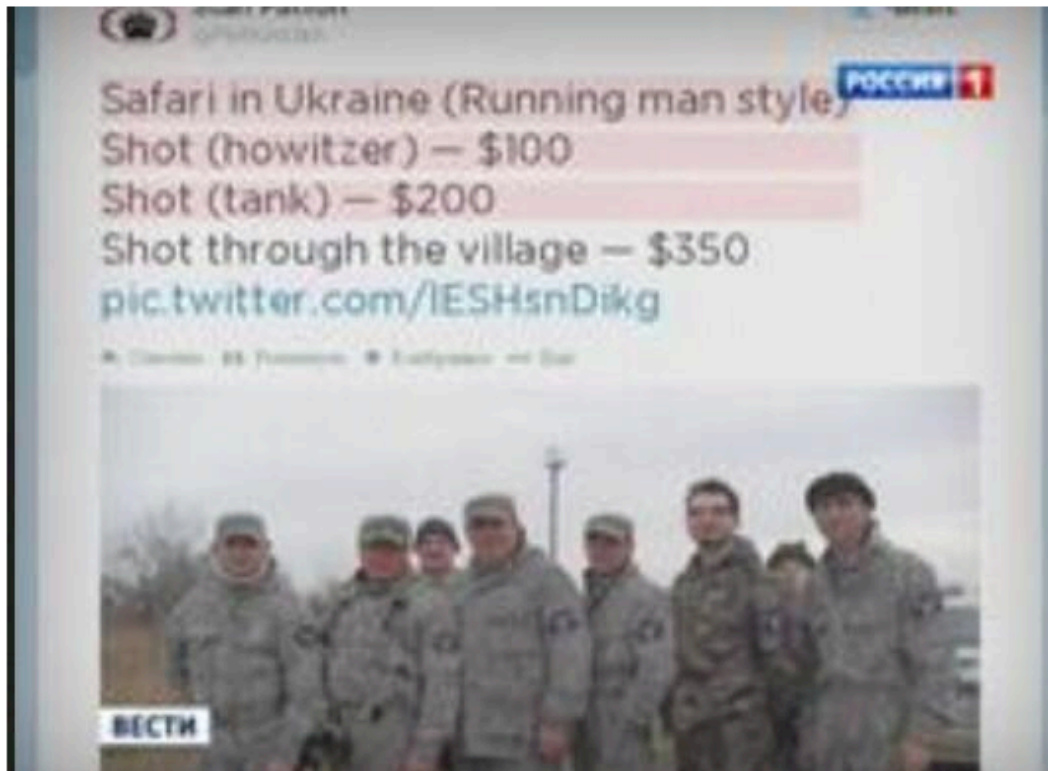 РОССИЯ 1
Safari in Ukraine (Running man style)
Shot (howitzer) — $100
Shot (tank) — $200
Shot through the village — $350
pic.twitter.com/IESHsnDikg
ВЕСТИ